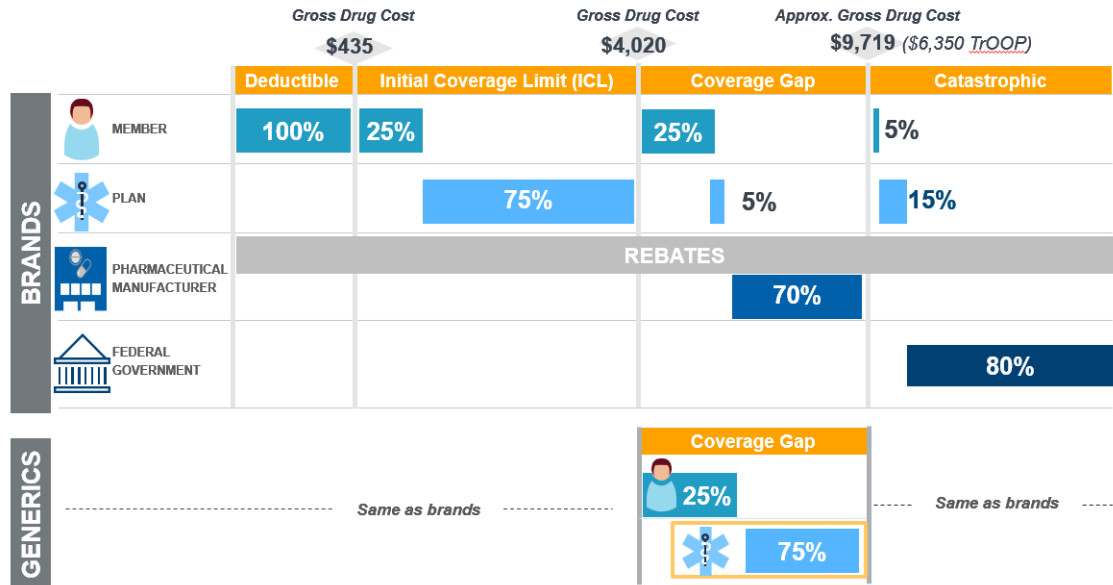 Gross Drug Cost
Gross Drug Cost
Approx. Gross Drug Cost
$435
$4,020
$9,719 ($6,350 TrOOP)
Deductible
Initial Coverage Limit (ICL)
Coverage Gap
Catastrophic
BRANDS
MEMBER
100%
25%
25%
5%
PLAN
75%
5%
15%
REBATES
PHARMACEUTICAL
MANUFACTURER
70%
FEDERAL
GOVERNMENT
80%
GENERICS
Coverage Gap
25%
Same as brands
Same as brands
75%